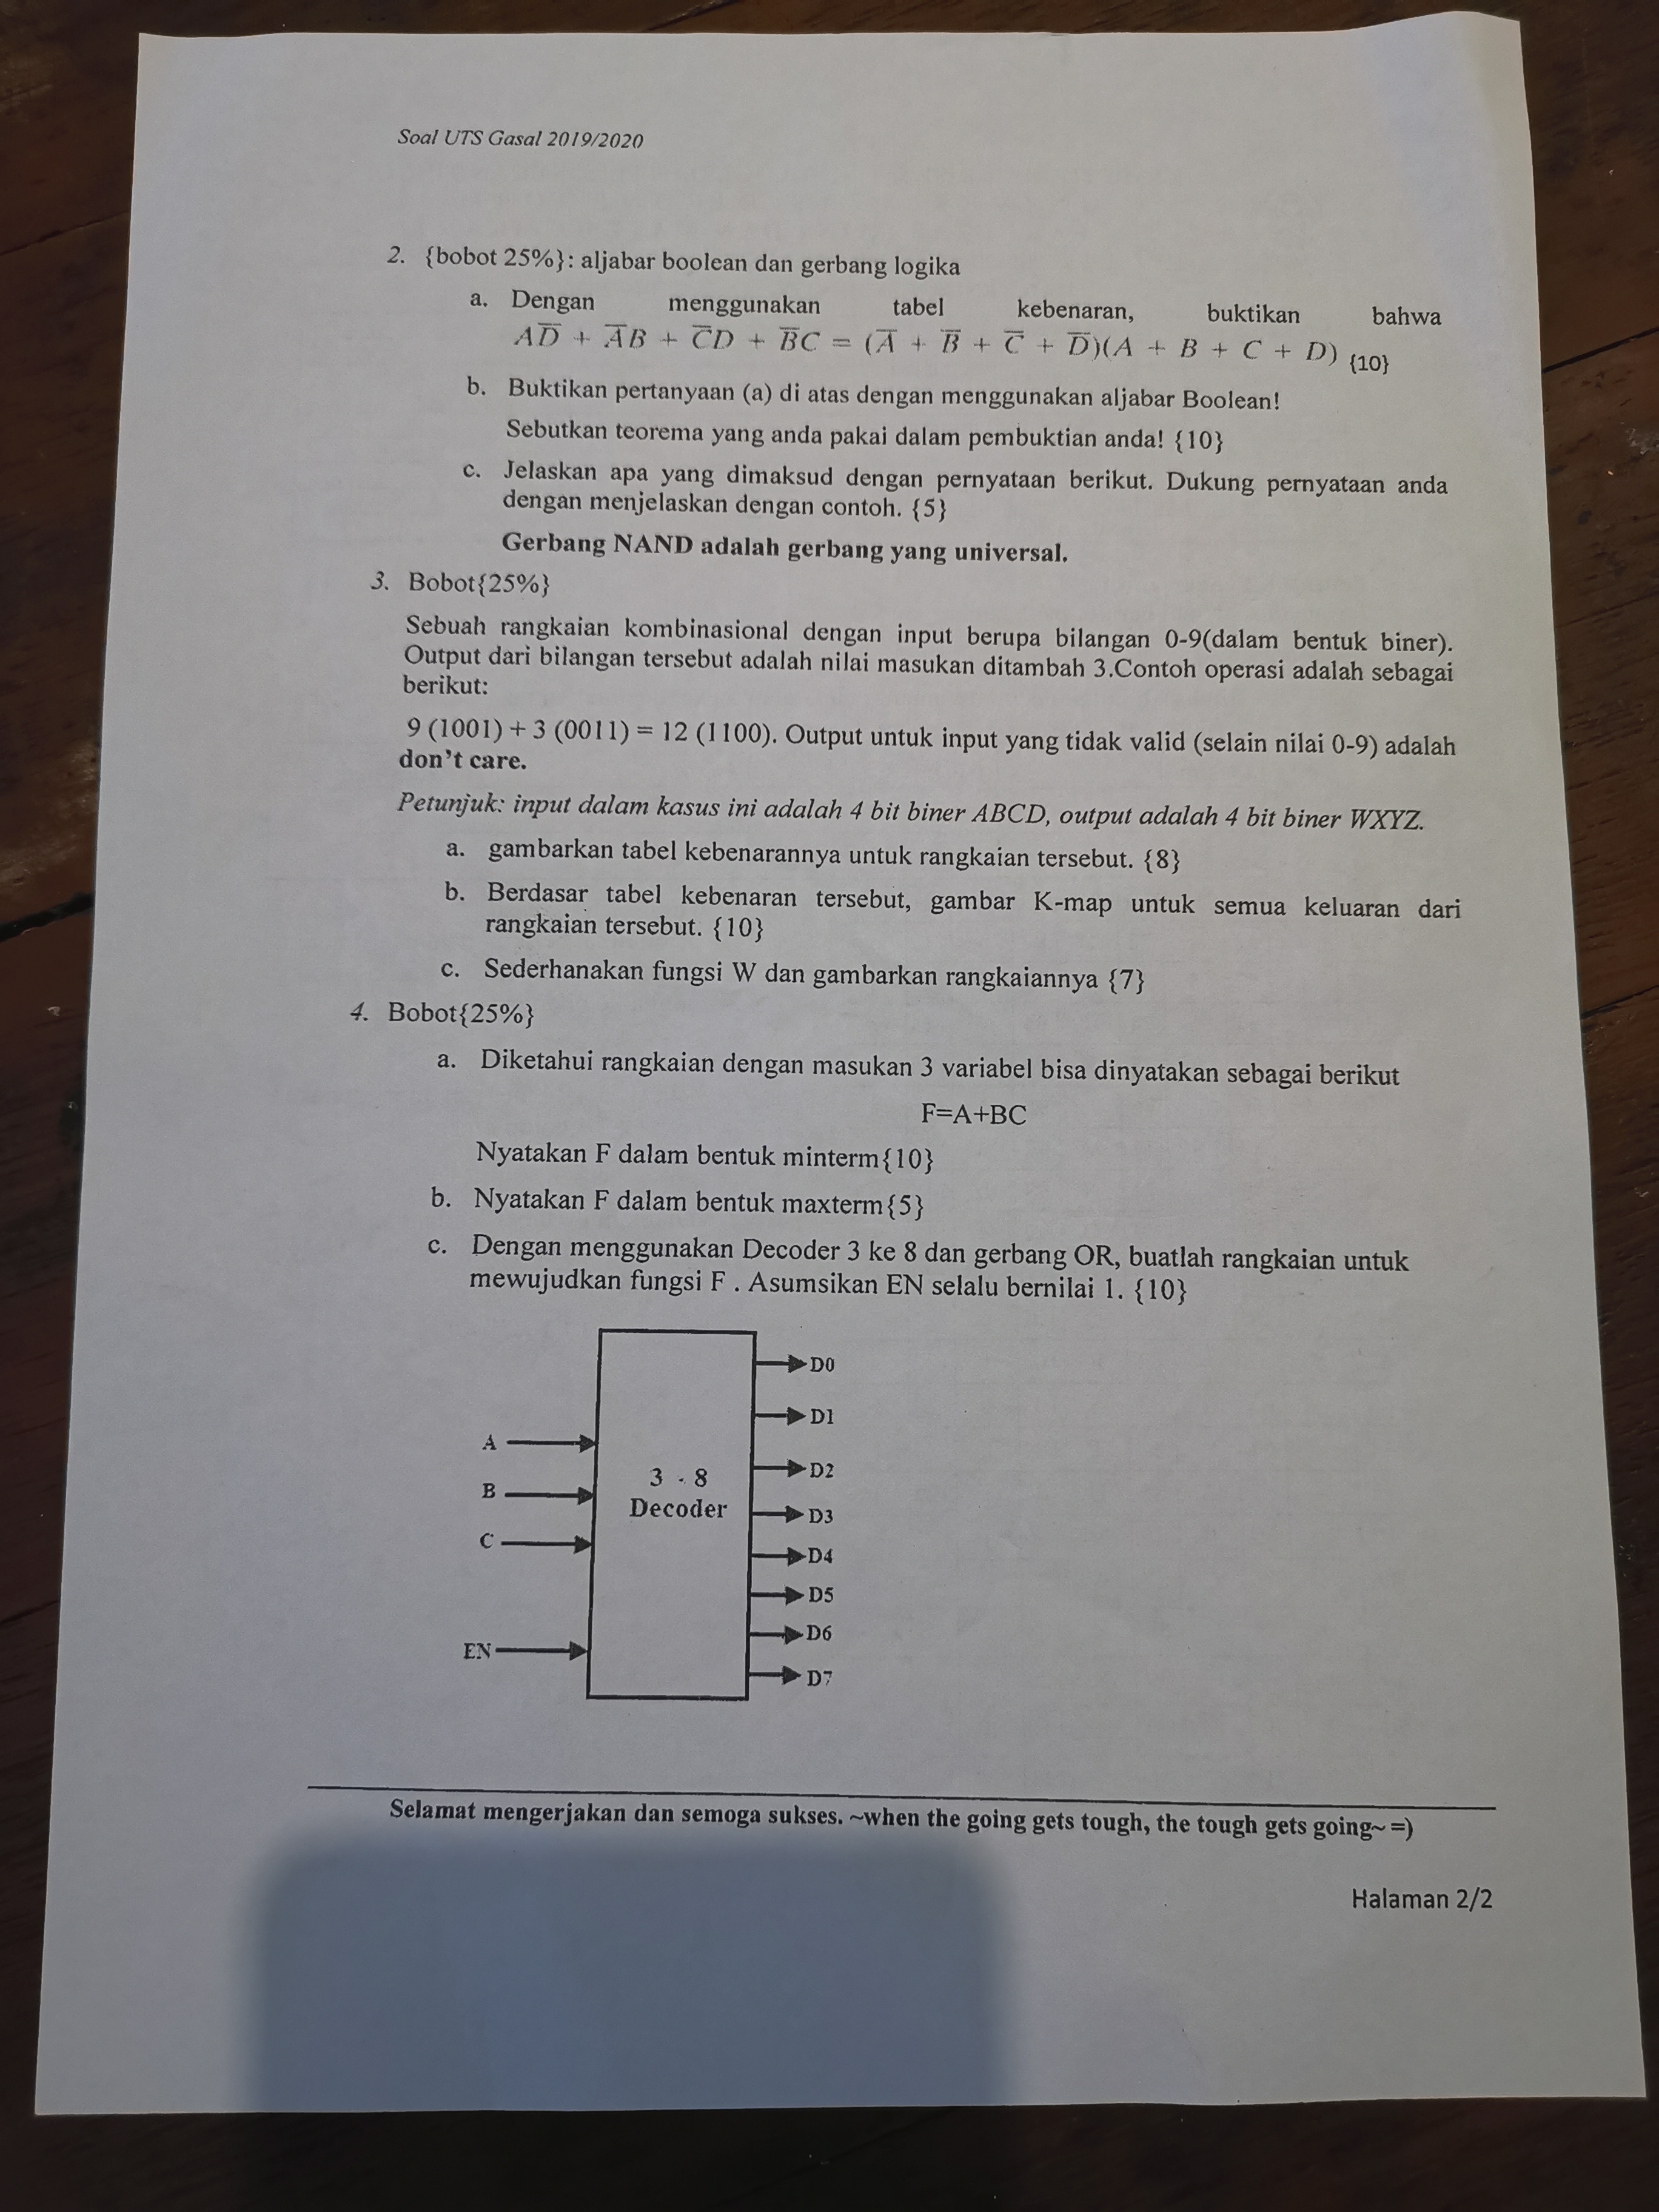 Soal UTS Gasal 2019/2020
2. {bobot 25%}: aljabar boolean dan gerbang logika
a. Dengan menggunakan tabel kebenaran, buktikan bahwa
AD̅ + A̅B + C̅D + B̅C = (A̅ + B̅ + C̅ + D̅)(A + B + C + D) {10}
b. Buktikan pertanyaan (a) di atas dengan menggunakan aljabar Boolean!
Sebutkan teorema yang anda pakai dalam pembuktian anda! {10}
c. Jelaskan apa yang dimaksud dengan pernyataan berikut. Dukung pernyataan anda
dengan menjelaskan dengan contoh. {5}
Gerbang NAND adalah gerbang yang universal.
3. Bobot{25%}
Sebuah rangkaian kombinasional dengan input berupa bilangan 0-9(dalam bentuk biner).
Output dari bilangan tersebut adalah nilai masukan ditambah 3.Contoh operasi adalah sebagai
berikut:
9 (1001) + 3 (0011) = 12 (1100). Output untuk input yang tidak valid (selain nilai 0-9) adalah
don't care.
Petunjuk: input dalam kasus ini adalah 4 bit biner ABCD, output adalah 4 bit biner WXYZ.
a. gambarkan tabel kebenarannya untuk rangkaian tersebut. {8}
b. Berdasar tabel kebenaran tersebut, gambar K-map untuk semua keluaran dari
rangkaian tersebut. {10}
c. Sederhanakan fungsi W dan gambarkan rangkaiannya {7}
4. Bobot{25%}
a. Diketahui rangkaian dengan masukan 3 variabel bisa dinyatakan sebagai berikut
F=A+BC
Nyatakan F dalam bentuk minterm{10}
b. Nyatakan F dalam bentuk maxterm{5}
c. Dengan menggunakan Decoder 3 ke 8 dan gerbang OR, buatlah rangkaian untuk
mewujudkan fungsi F . Asumsikan EN selalu bernilai 1. {10}
A
B
C
EN
3 - 8
Decoder
D0
D1
D2
D3
D4
D5
D6
D7
Selamat mengerjakan dan semoga sukses. ~when the going gets tough, the tough gets going~ =)
Halaman 2/2